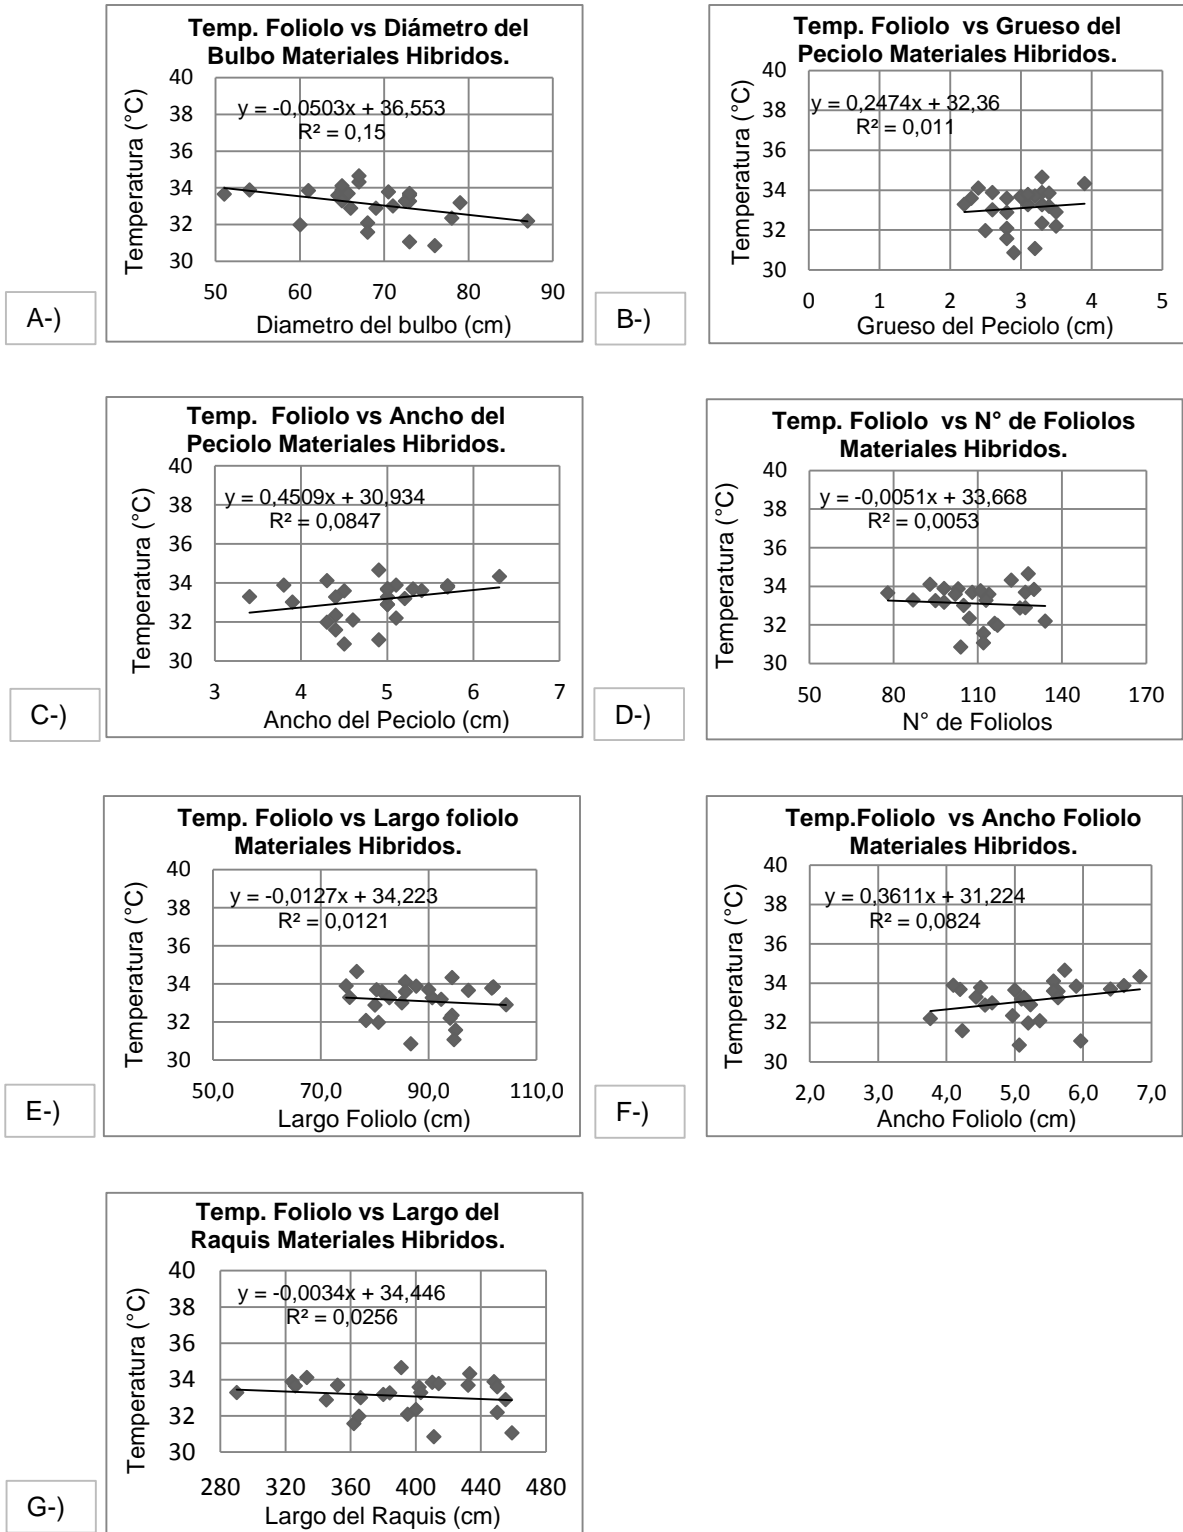 Temp. Foliolo vs Diámetro del
Bulbo Materiales Hibridos.
40
38
36
34
32
30
y = -0,0503x + 36,553
R² = 0,15
Temperatura (°C)
50 60 70 80 90
Diametro del bulbo (cm)
A-)
Temp. Foliolo vs Grueso del
Peciolo Materiales Hibridos.
40
38
36
34
32
30
y = 0,2474x + 32,36
R² = 0,011
Temperatura (°C)
0 1 2 3 4 5
Grueso del Peciolo (cm)
B-)
Temp. Foliolo vs Ancho del
Peciolo Materiales Hibridos.
40
38
36
34
32
30
y = 0,4509x + 30,934
R² = 0,0847
Temperatura (°C)
3 4 5 6 7
Ancho del Peciolo (cm)
C-)
Temp. Foliolo vs N° de Foliolos
Materiales Hibridos.
40
38
36
34
32
30
y = -0,0051x + 33,668
R² = 0,0053
Temperatura (°C)
50 80 110 140 170
N° de Foliolos
D-)
Temp. Foliolo vs Largo foliolo
Materiales Hibridos.
40
38
36
34
32
30
y = -0,0127x + 34,223
R² = 0,0121
Temperatura (°C)
50,0 70,0 90,0 110,0
Largo Foliolo (cm)
E-)
Temp.Foliolo vs Ancho Foliolo
Materiales Hibridos.
40
38
36
34
32
30
y = 0,3611x + 31,224
R² = 0,0824
Temperatura (°C)
2,0 3,0 4,0 5,0 6,0 7,0
Ancho Foliolo (cm)
F-)
Temp. Foliolo vs Largo del
Raquis Materiales Hibridos.
40
38
36
34
32
30
y = -0,0034x + 34,446
R² = 0,0256
Temperatura (°C)
280 320 360 400 440 480
Largo del Raquis (cm)
G-)